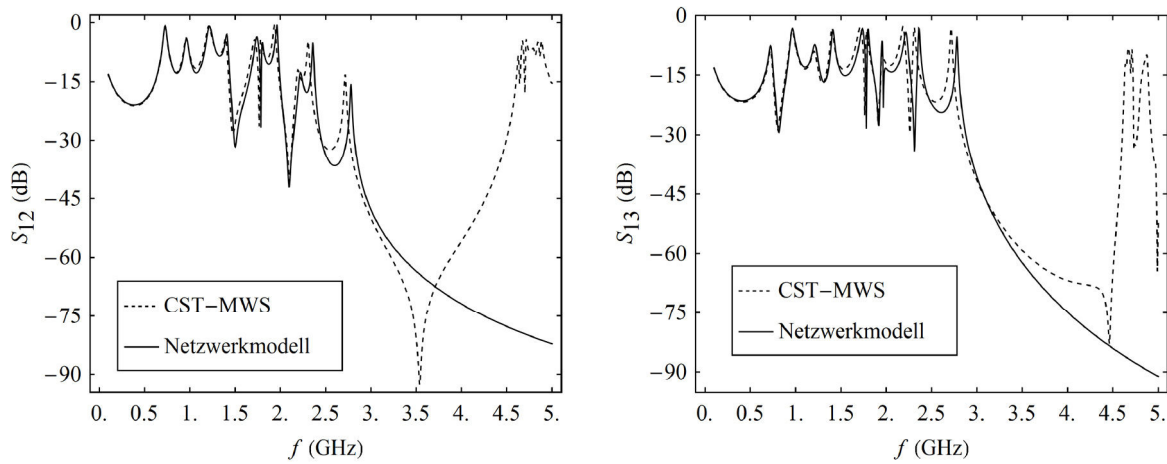 −3
−15
−30
−45
−60
−75
−90
S12 (dB)
CST−MWS
Netzwerkmodell
0. 0.5 1. 1.5 2. 2.5 3. 3.5 4. 4.5 5.
f (GHz)
−3
−15
−30
−45
−60
−75
−90
S13 (dB)
CST−MWS
Netzwerkmodell
0. 0.5 1. 1.5 2. 2.5 3. 3.5 4. 4.5 5.
f (GHz)